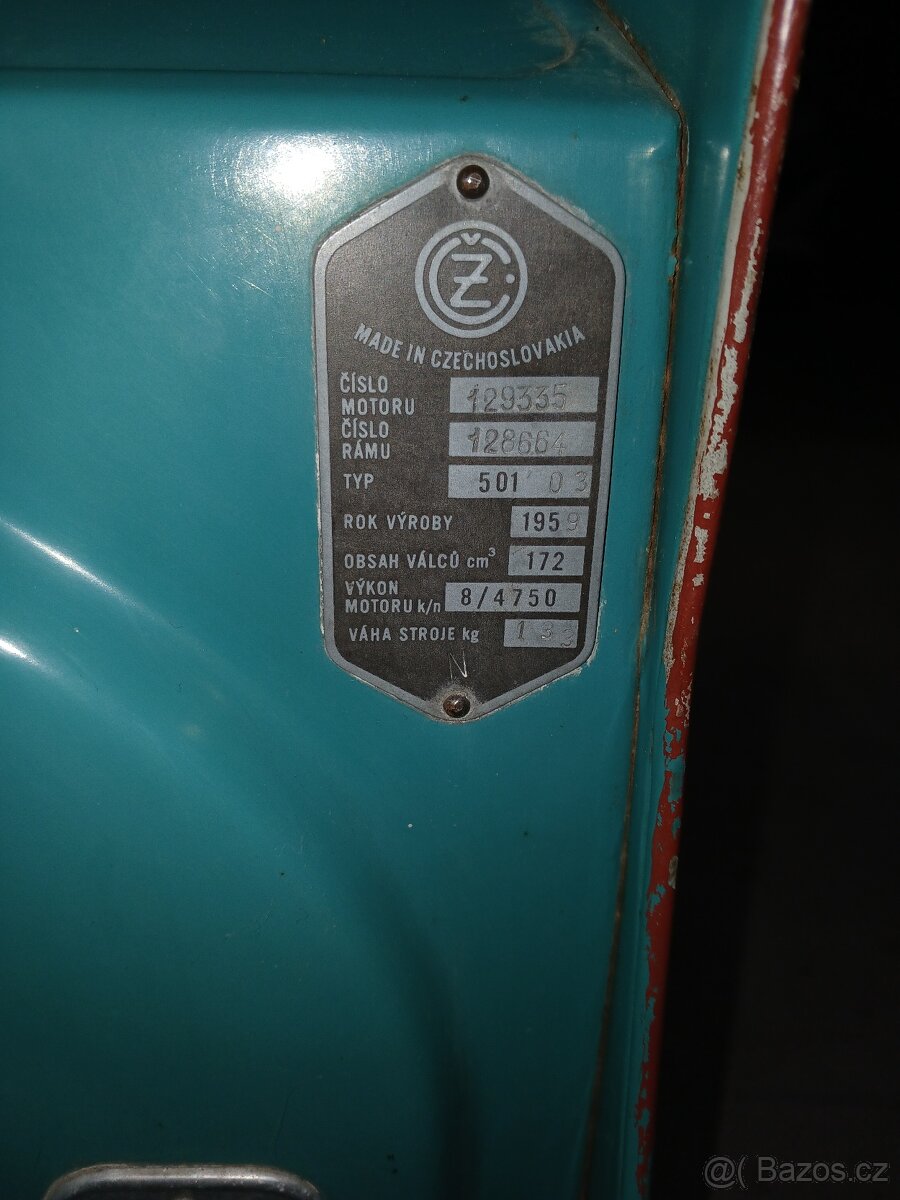 ČZ
MADE IN CZECHOSLOVAKIA
ČÍSLO MOTORU 129335
ČÍSLO RÁMU 128664
TYP 501 03
ROK VÝROBY 1959
OBSAH VÁLCŮ cm³ 172
VÝKON MOTORU k/n 8/4750
VÁHA STROJE kg 133
N
@( Bazos.cz